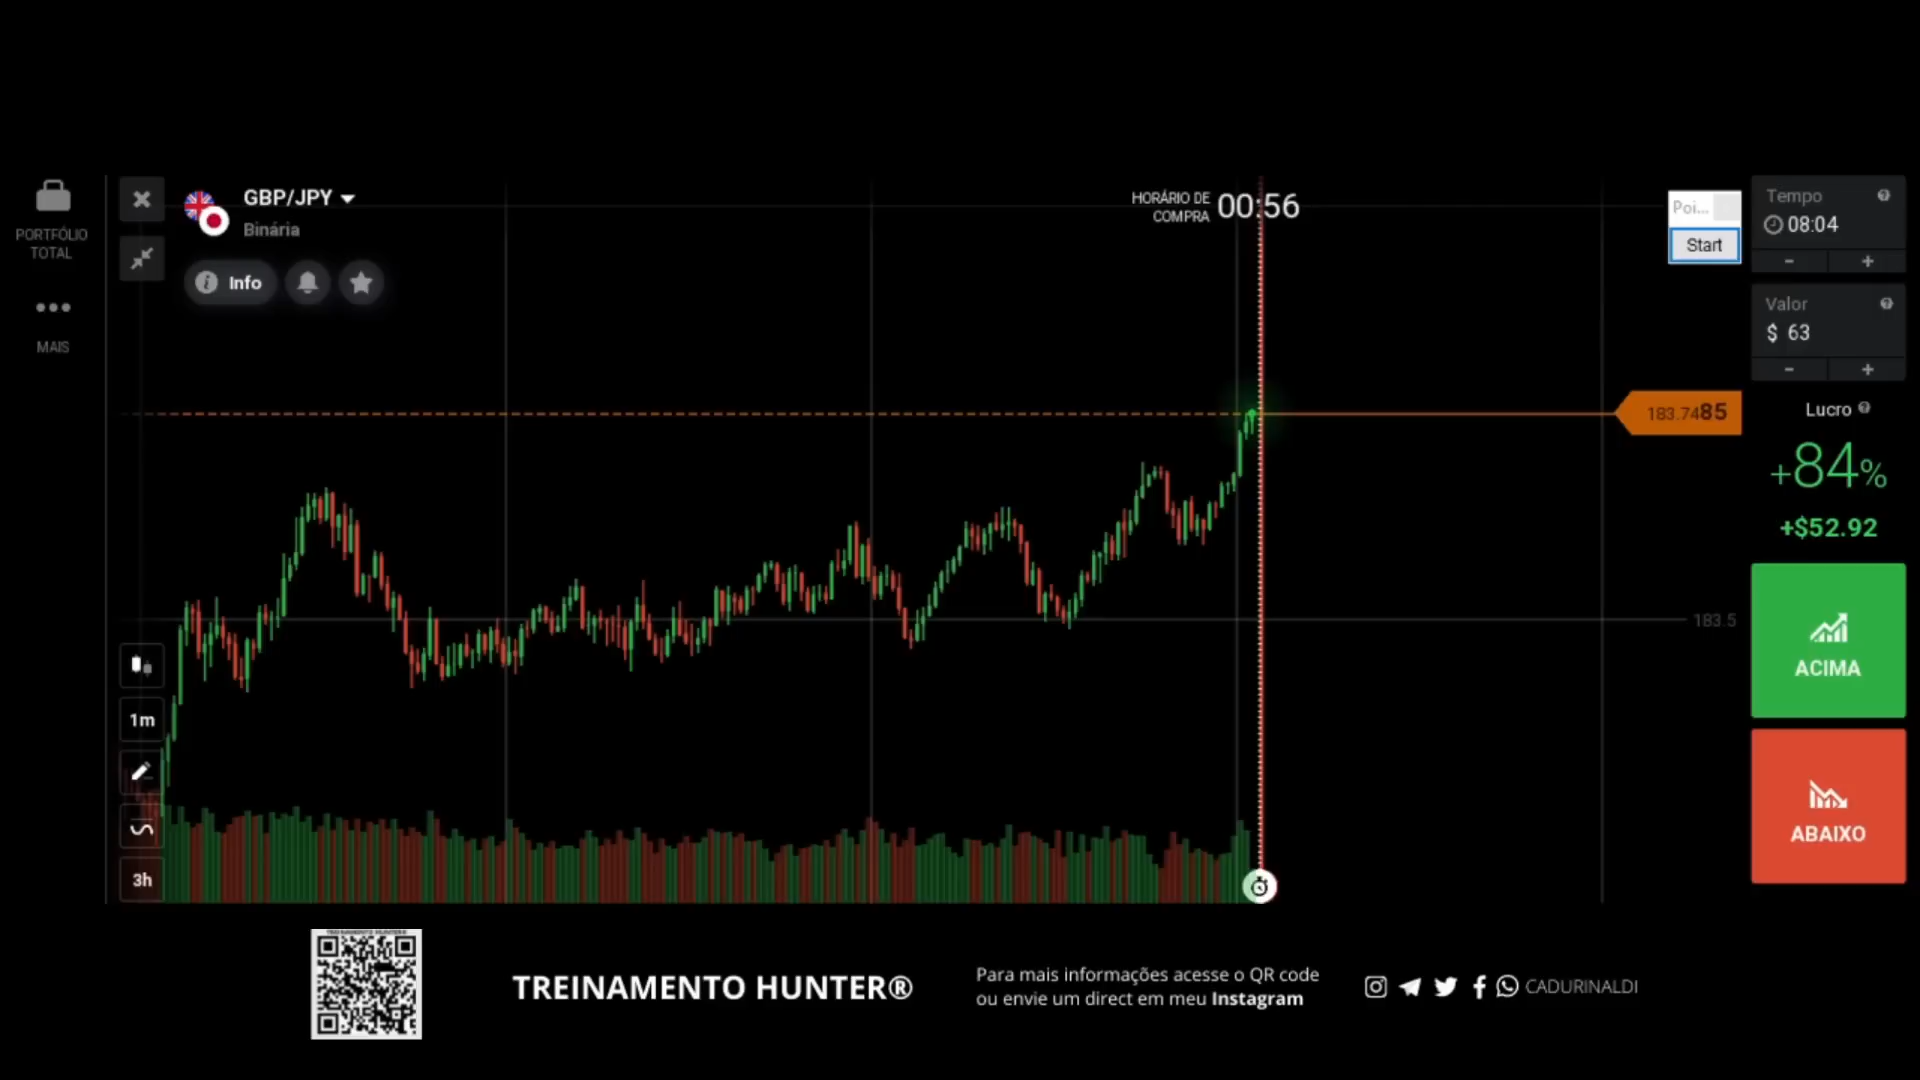 PORTFÓLIO
TOTAL
MAIS
GBP/JPY
Binária
Info
HORÁRIO DE
COMPRA
00:56
Poi...
Start
Tempo
08:04
- +
Valor
$ 63
- +
183.7485
Lucro
+84%
+$52.92
183.5
ACIMA
ABAIXO
1m
3h
TREINAMENTO HUNTER®
Para mais informações acesse o QR code
ou envie um direct em meu Instagram
CADURINALDI